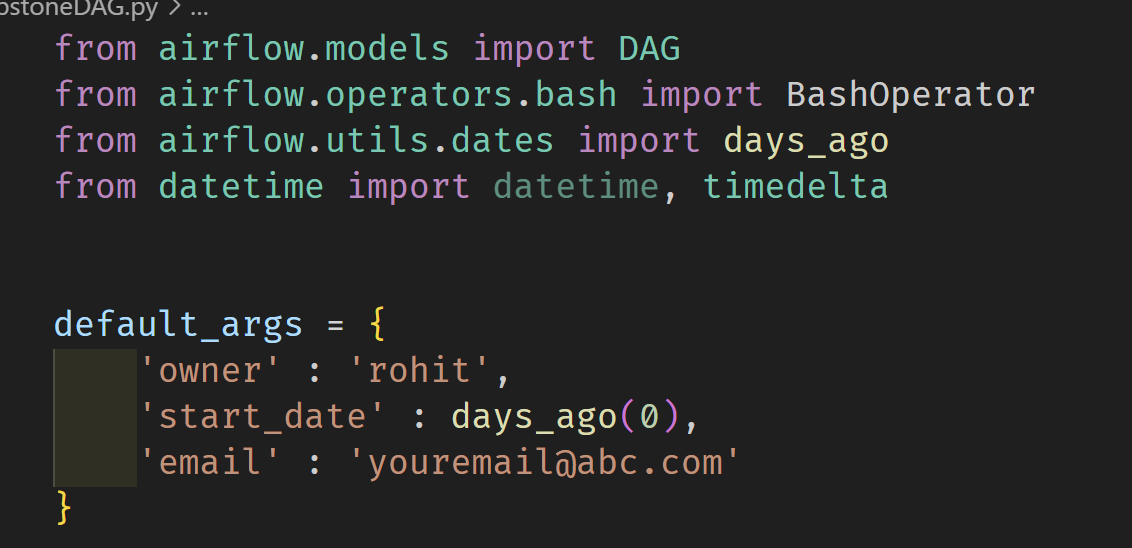 pstoneDAG.py > ...
from airflow.models import DAG
from airflow.operators.bash import BashOperator
from airflow.utils.dates import days_ago
from datetime import datetime, timedelta
default_args = {
    'owner' : 'rohit',
    'start_date' : days_ago(0),
    'email' : 'youremail@abc.com'
}